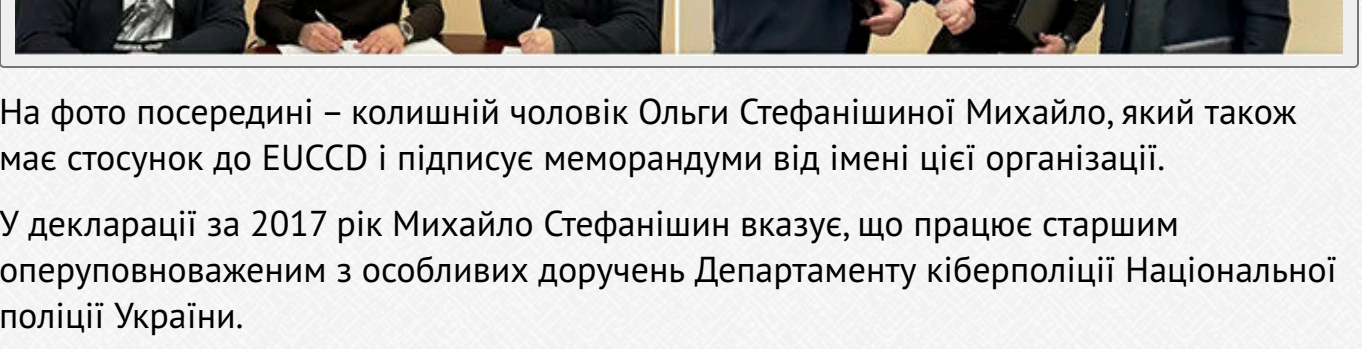 На фото посередині – колишній чоловік Ольги Стефанішиної Михайло, який також
має стосунок до EUCCD і підписує меморандуми від імені цієї організації.
У декларації за 2017 рік Михайло Стефанішин вказує, що працює старшим
оперуповноваженим з особливих доручень Департаменту кіберполіції Національної
поліції України.